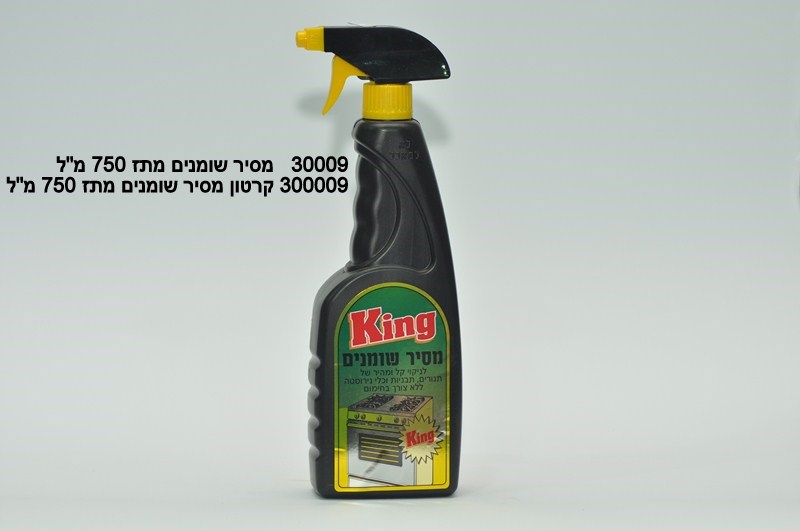 30009 מסיר שומנים מתז 750 מ"ל
300009 קרטון מסיר שומנים מתז 750 מ"ל
King
מסיר שומנים
לניקוי קל ומהיר של
תנורים, תבניות וכלי נירוסטה
ללא צורך בחימום
King